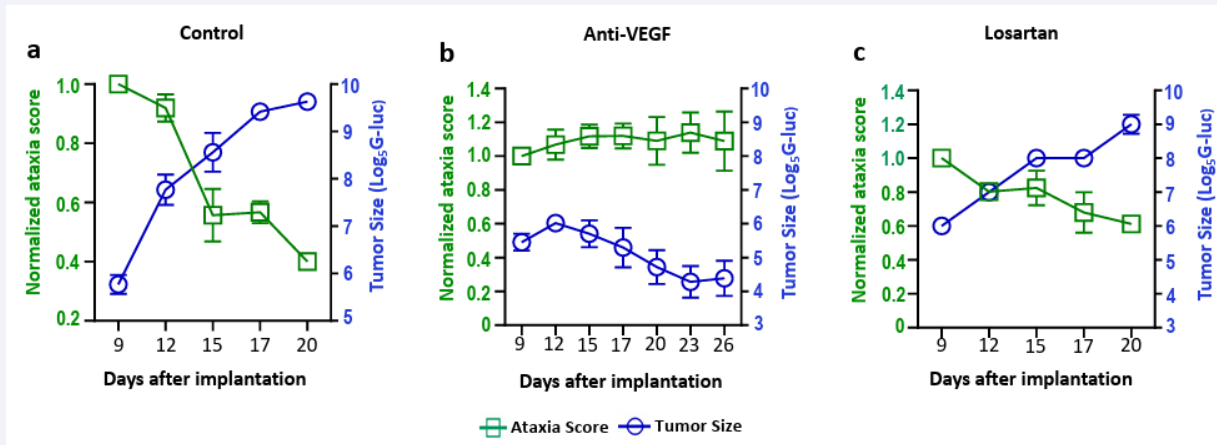 Control
Anti-VEGF
Losartan
a
b
c
Normalized ataxia score
1.0
0.8
0.6
0.4
0.2
10
9
8
7
6
5
Tumor Size (Log₅G-luc)
9 12 15 17 20
Days after implantation
Normalized ataxia score
1.4
1.2
1.0
0.8
0.6
0.4
0.2
0
10
9
8
7
6
5
4
3
Tumor Size (Log₅G-luc)
9 12 15 17 20 23 26
Days after implantation
Normalized ataxia score
1.4
1.2
1.0
0.8
0.6
0.4
0.2
0
10
9
8
7
6
5
4
3
Tumor Size (Log₅G-luc)
9 12 15 17 20
Days after implantation
Ataxia Score Tumor Size